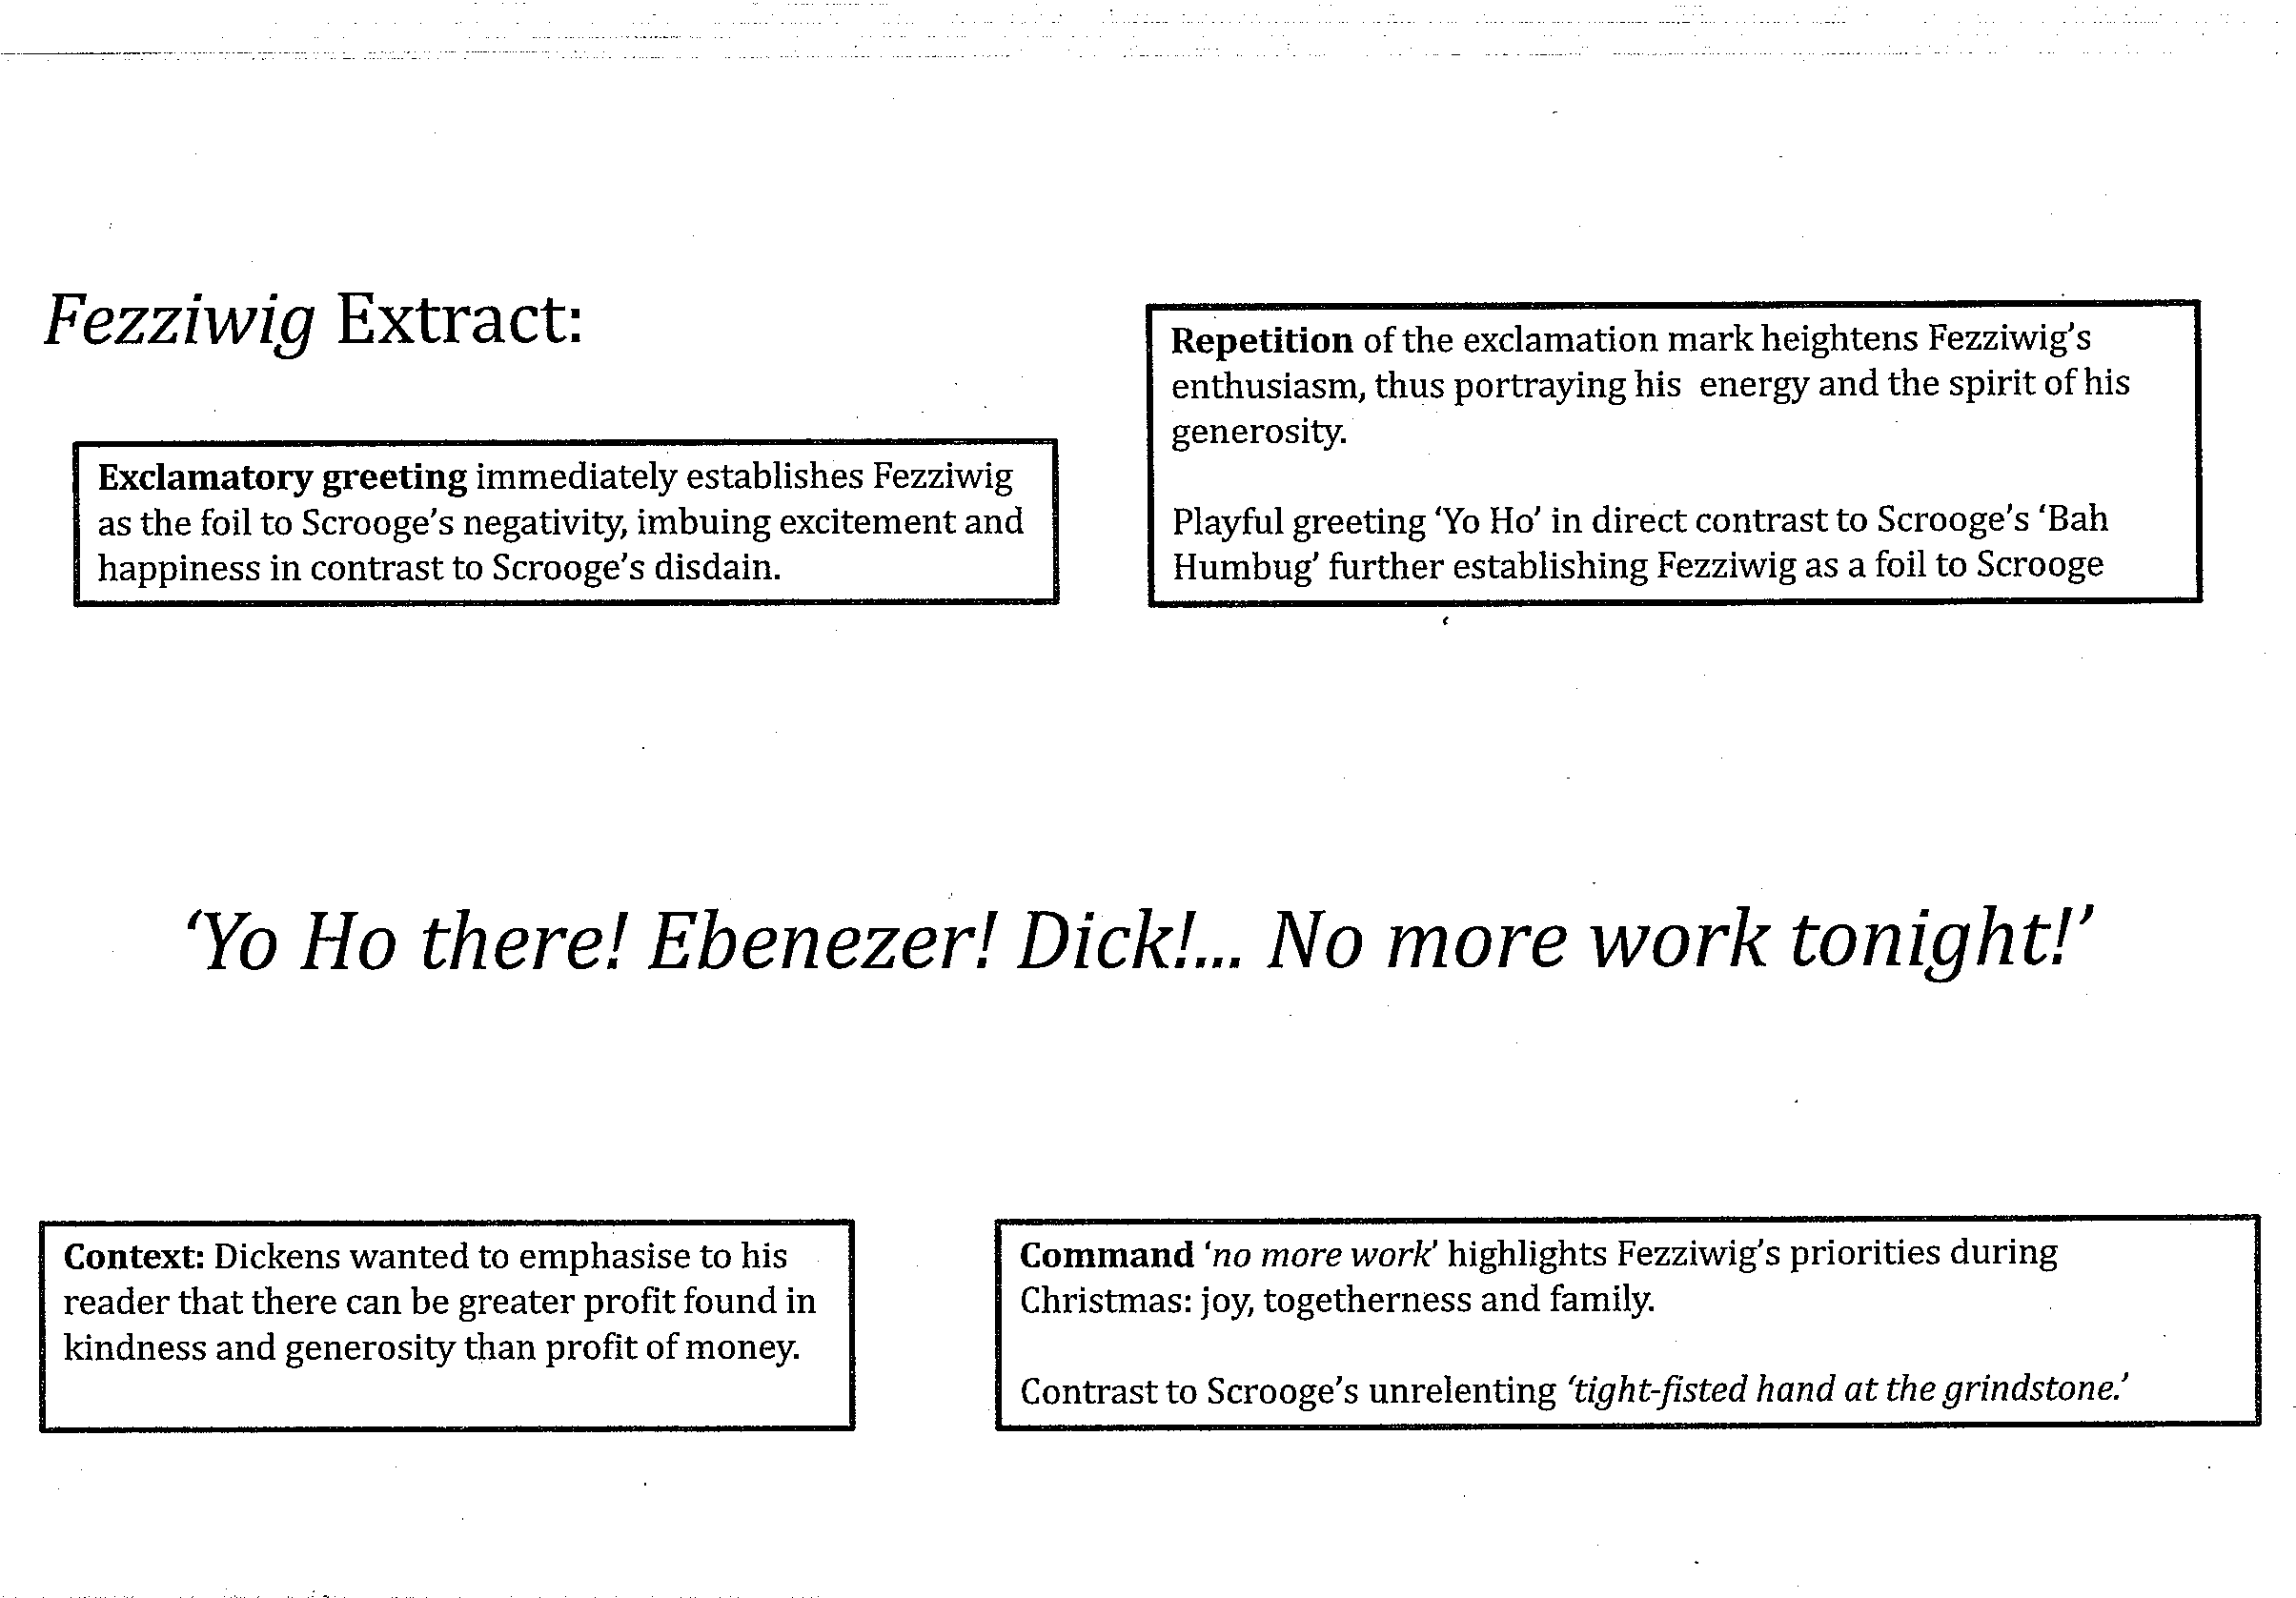 Fezziwig Extract:
Exclamatory greeting immediately establishes Fezziwig
as the foil to Scrooge's negativity, imbuing excitement and
happiness in contrast to Scrooge's disdain.
Repetition of the exclamation mark heightens Fezziwig's
enthusiasm, thus portraying his energy and the spirit of his
generosity.
Playful greeting 'Yo Ho' in direct contrast to Scrooge's 'Bah
Humbug' further establishing Fezziwig as a foil to Scrooge
'Yo Ho there! Ebenezer! Dick!... No more work tonight!'
Context: Dickens wanted to emphasise to his
reader that there can be greater profit found in
kindness and generosity than profit of money.
Command 'no more work' highlights Fezziwig's priorities during
Christmas: joy, togetherness and family.
Contrast to Scrooge's unrelenting 'tight-fisted hand at the grindstone.'